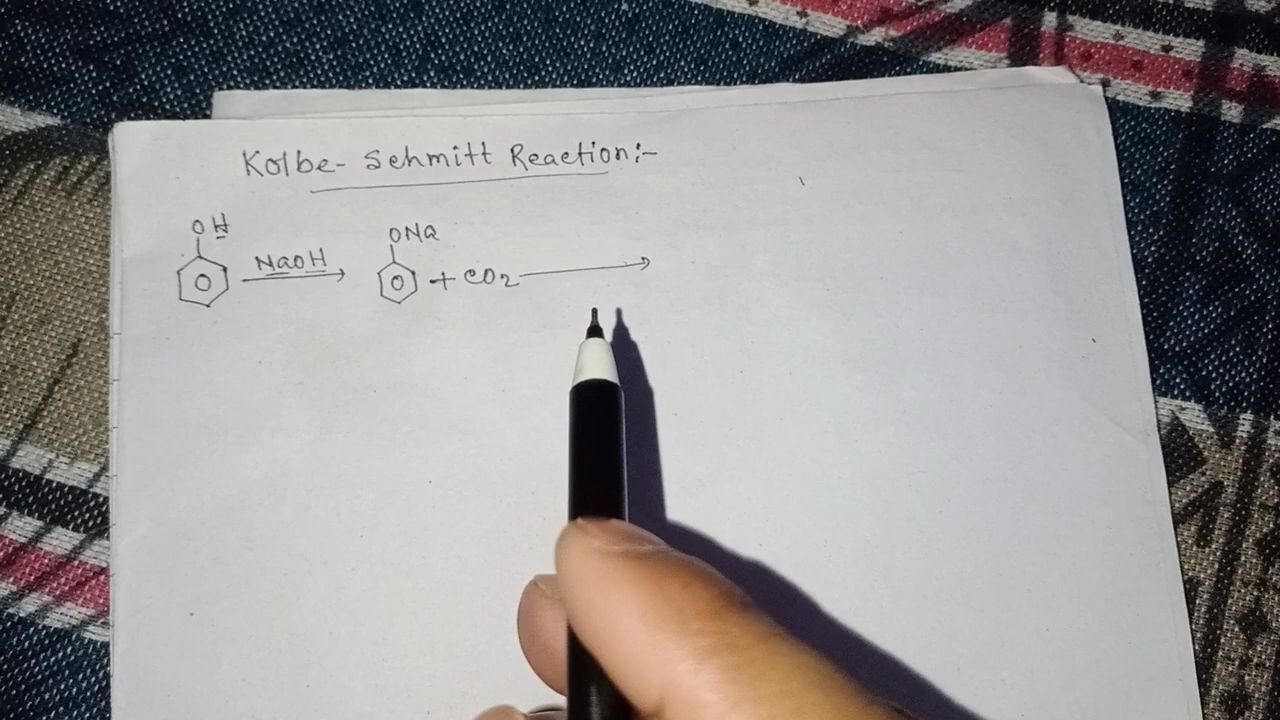 Kolbe- Schmitt Reaction:-
OH
ONa
NaOH
+ CO2